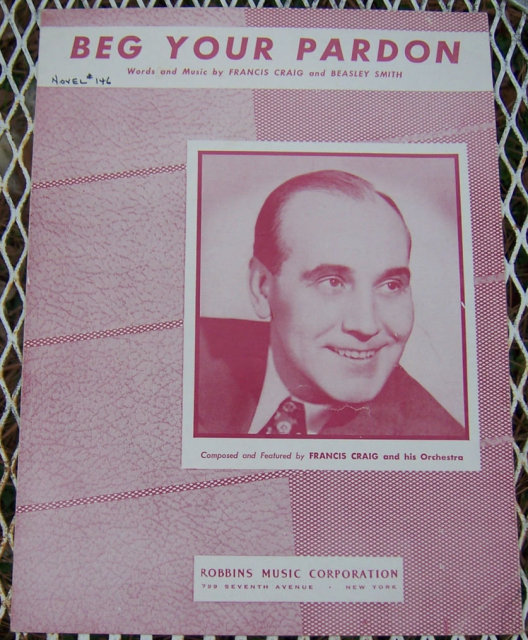 BEG YOUR PARDON
Words and Music by FRANCIS CRAIG and BEASLEY SMITH
NOVEL # 146
Composed and Featured by FRANCIS CRAIG and his Orchestra
ROBBINS MUSIC CORPORATION
799 SEVENTH AVENUE · NEW YORK